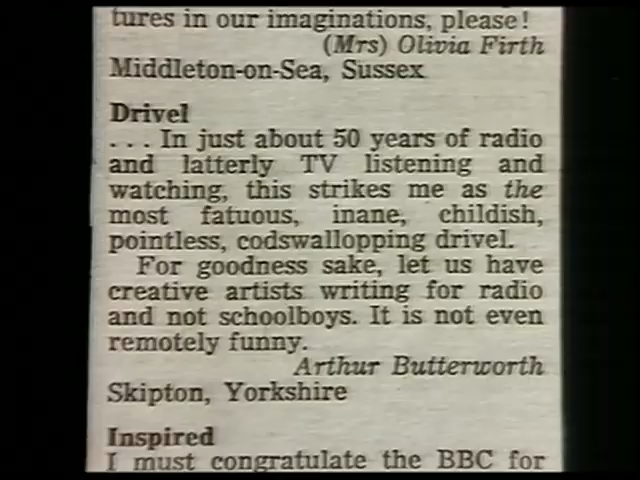 tures in our imaginations, please!
(Mrs) Olivia Firth
Middleton-on-Sea, Sussex
Drivel
. . . In just about 50 years of radio
and latterly TV listening and
watching, this strikes me as the
most fatuous, inane, childish,
pointless, codswallopping drivel.
For goodness sake, let us have
creative artists writing for radio
and not schoolboys. It is not even
remotely funny.
Arthur Butterworth
Skipton, Yorkshire
Inspired
I must congratulate the BBC for